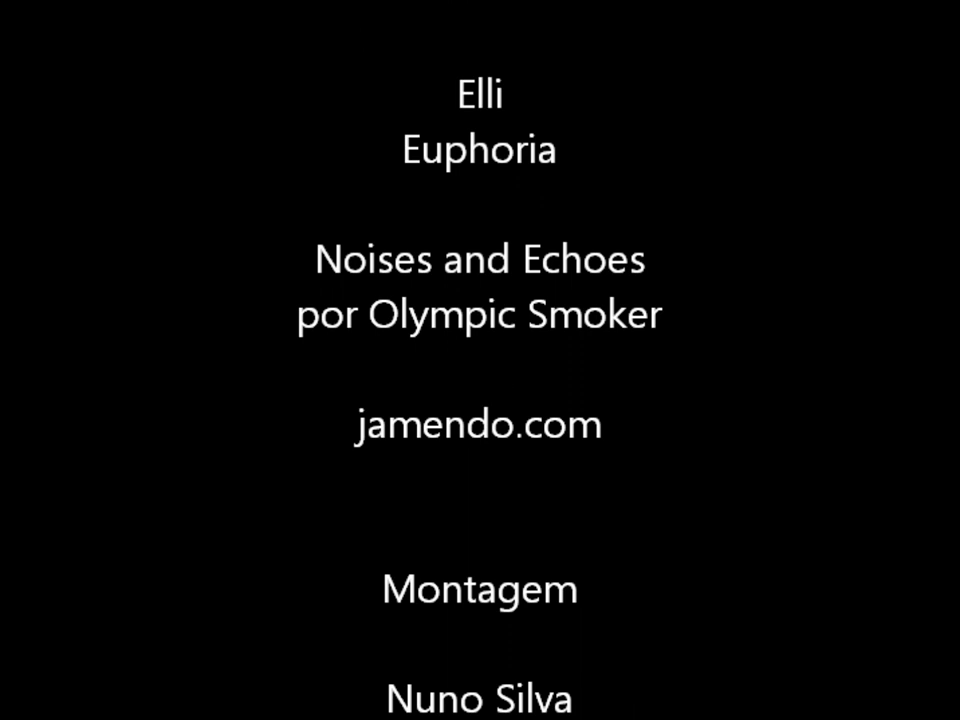 Elli
Euphoria
Noises and Echoes
por Olympic Smoker
jamendo.com
Montagem
Nuno Silva